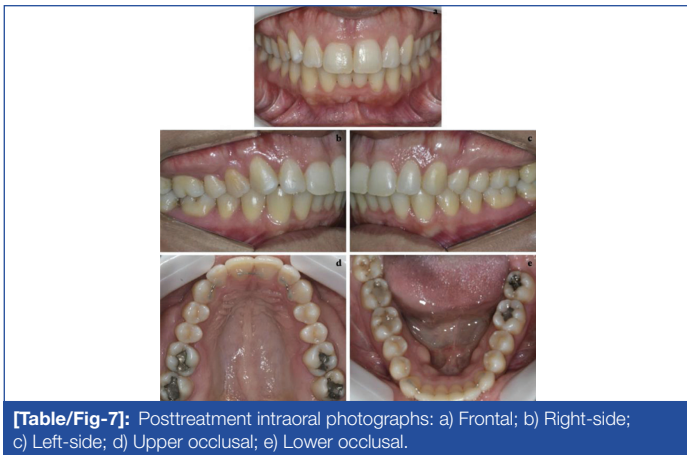 a
b
c
d
e
[Table/Fig-7]: Posttreatment intraoral photographs: a) Frontal; b) Right-side;
c) Left-side; d) Upper occlusal; e) Lower occlusal.